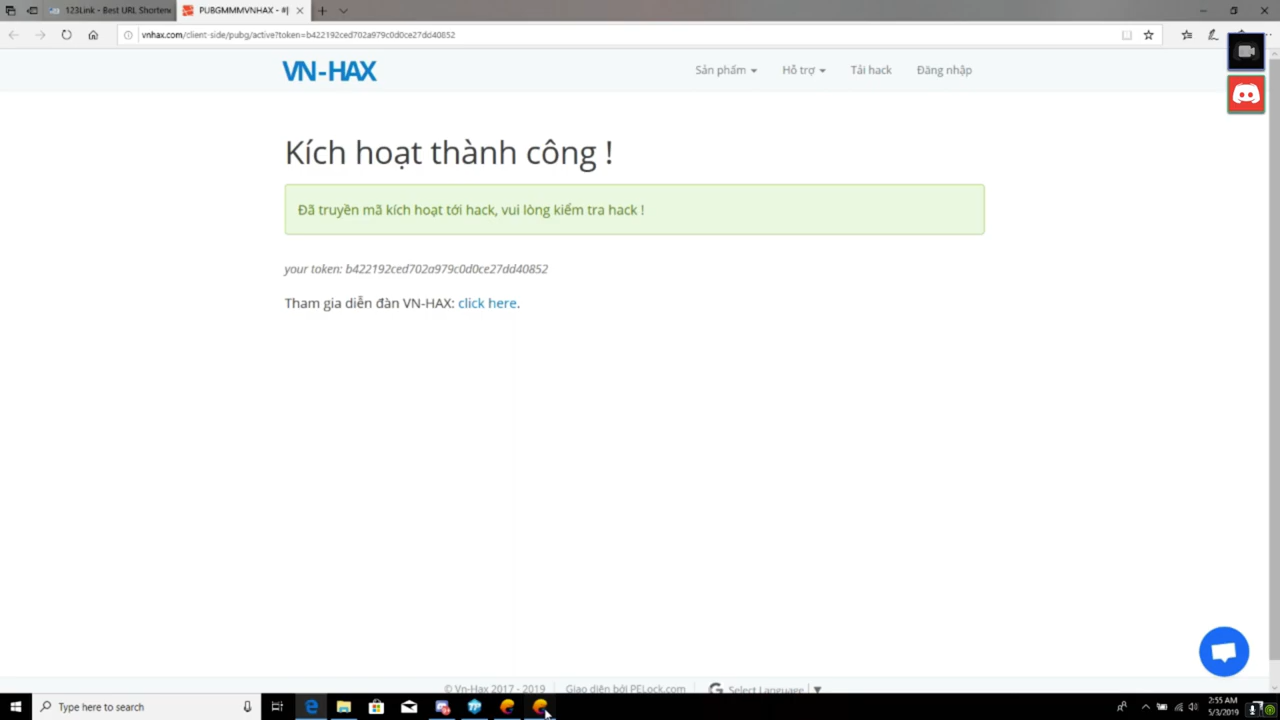 123Link - Best URL Shortene
PUBGMMMVNHAX - #|
vnhax.com/client-side/pubg/active?token=b422192ced702a979c0d0ce27dd40852
VN-HAX
Sản phẩm
Hỗ trợ
Tải hack
Đăng nhập
Kích hoạt thành công !
Đã truyền mã kích hoạt tới hack, vui lòng kiểm tra hack !
your token: b422192ced702a979c0d0ce27dd40852
Tham gia diễn đàn VN-HAX: click here.
© Vn-Hax 2017 - 2019
Giao diện bởi PELock.com
Select Language
Type here to search
2:55 AM
5/3/2019